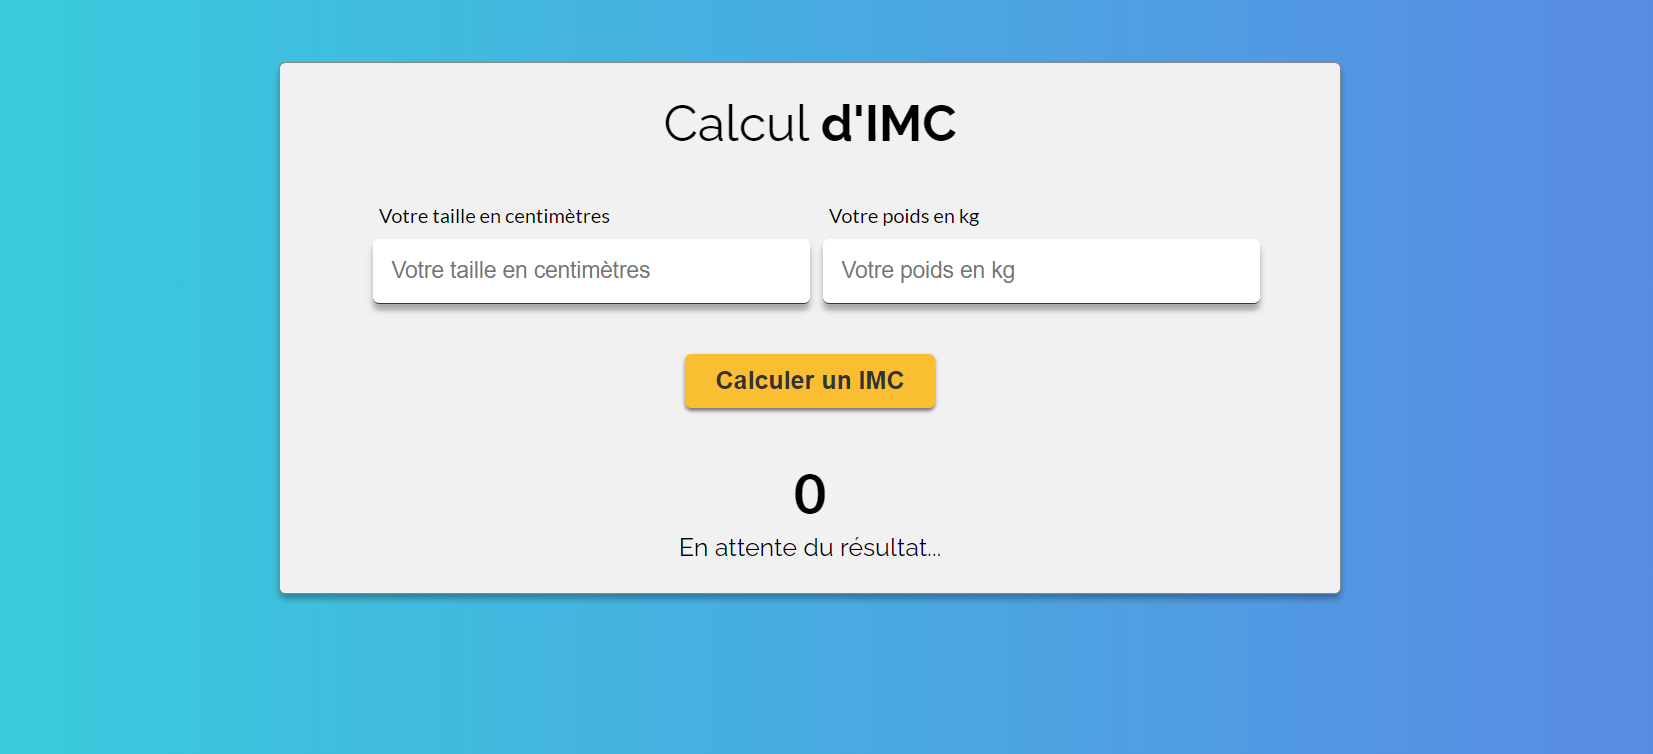 Calcul d'IMC
Votre taille en centimètres
Votre poids en kg
Votre taille en centimètres
Votre poids en kg
Calculer un IMC
0
En attente du résultat...